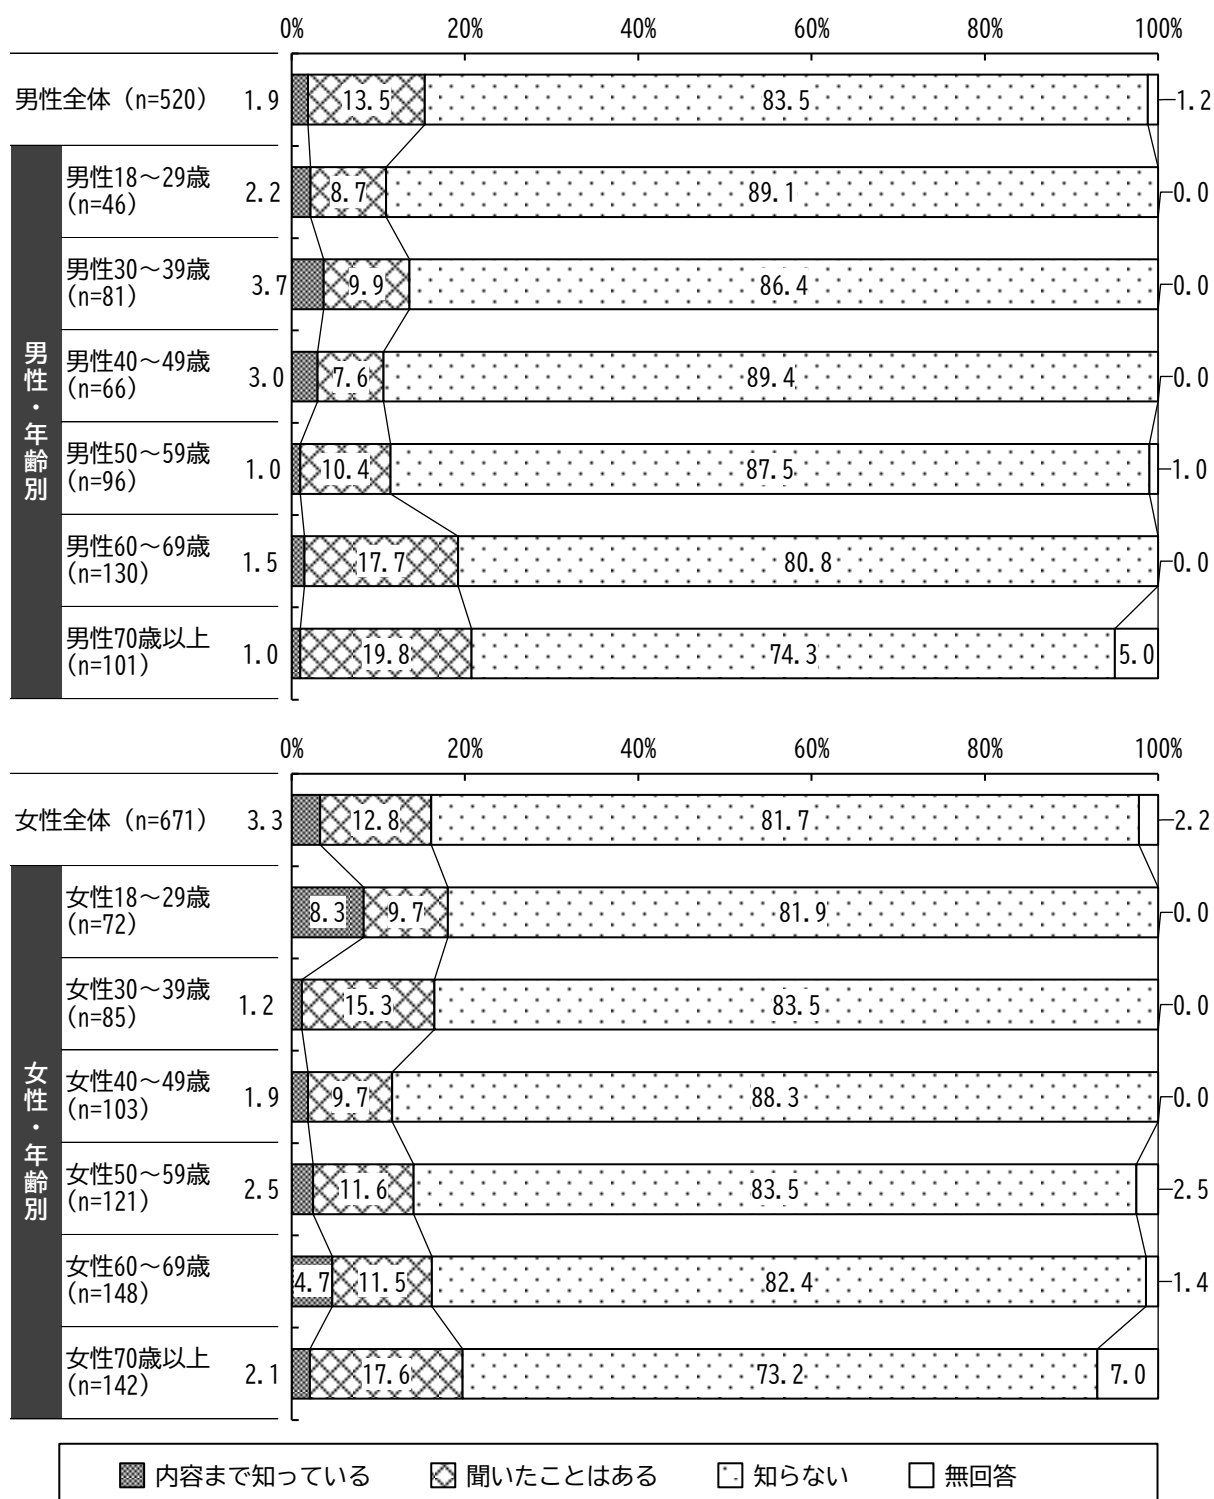 0% 20% 40% 60% 80% 100%
男性全体（n=520） 1.9 13.5 83.5 1.2
男性・年齢別
男性18～29歳
（n=46） 2.2 8.7 89.1 0.0
男性30～39歳
（n=81） 3.7 9.9 86.4 0.0
男性40～49歳
（n=66） 3.0 7.6 89.4 0.0
男性50～59歳
（n=96） 1.0 10.4 87.5 1.0
男性60～69歳
（n=130） 1.5 17.7 80.8 0.0
男性70歳以上
（n=101） 1.0 19.8 74.3 5.0
0% 20% 40% 60% 80% 100%
女性全体（n=671） 3.3 12.8 81.7 2.2
女性・年齢別
女性18～29歳
（n=72） 8.3 9.7 81.9 0.0
女性30～39歳
（n=85） 1.2 15.3 83.5 0.0
女性40～49歳
（n=103） 1.9 9.7 88.3 0.0
女性50～59歳
（n=121） 2.5 11.6 83.5 2.5
女性60～69歳
（n=148） 4.7 11.5 82.4 1.4
女性70歳以上
（n=142） 2.1 17.6 73.2 7.0
内容まで知っている 聞いたことはある 知らない 無回答